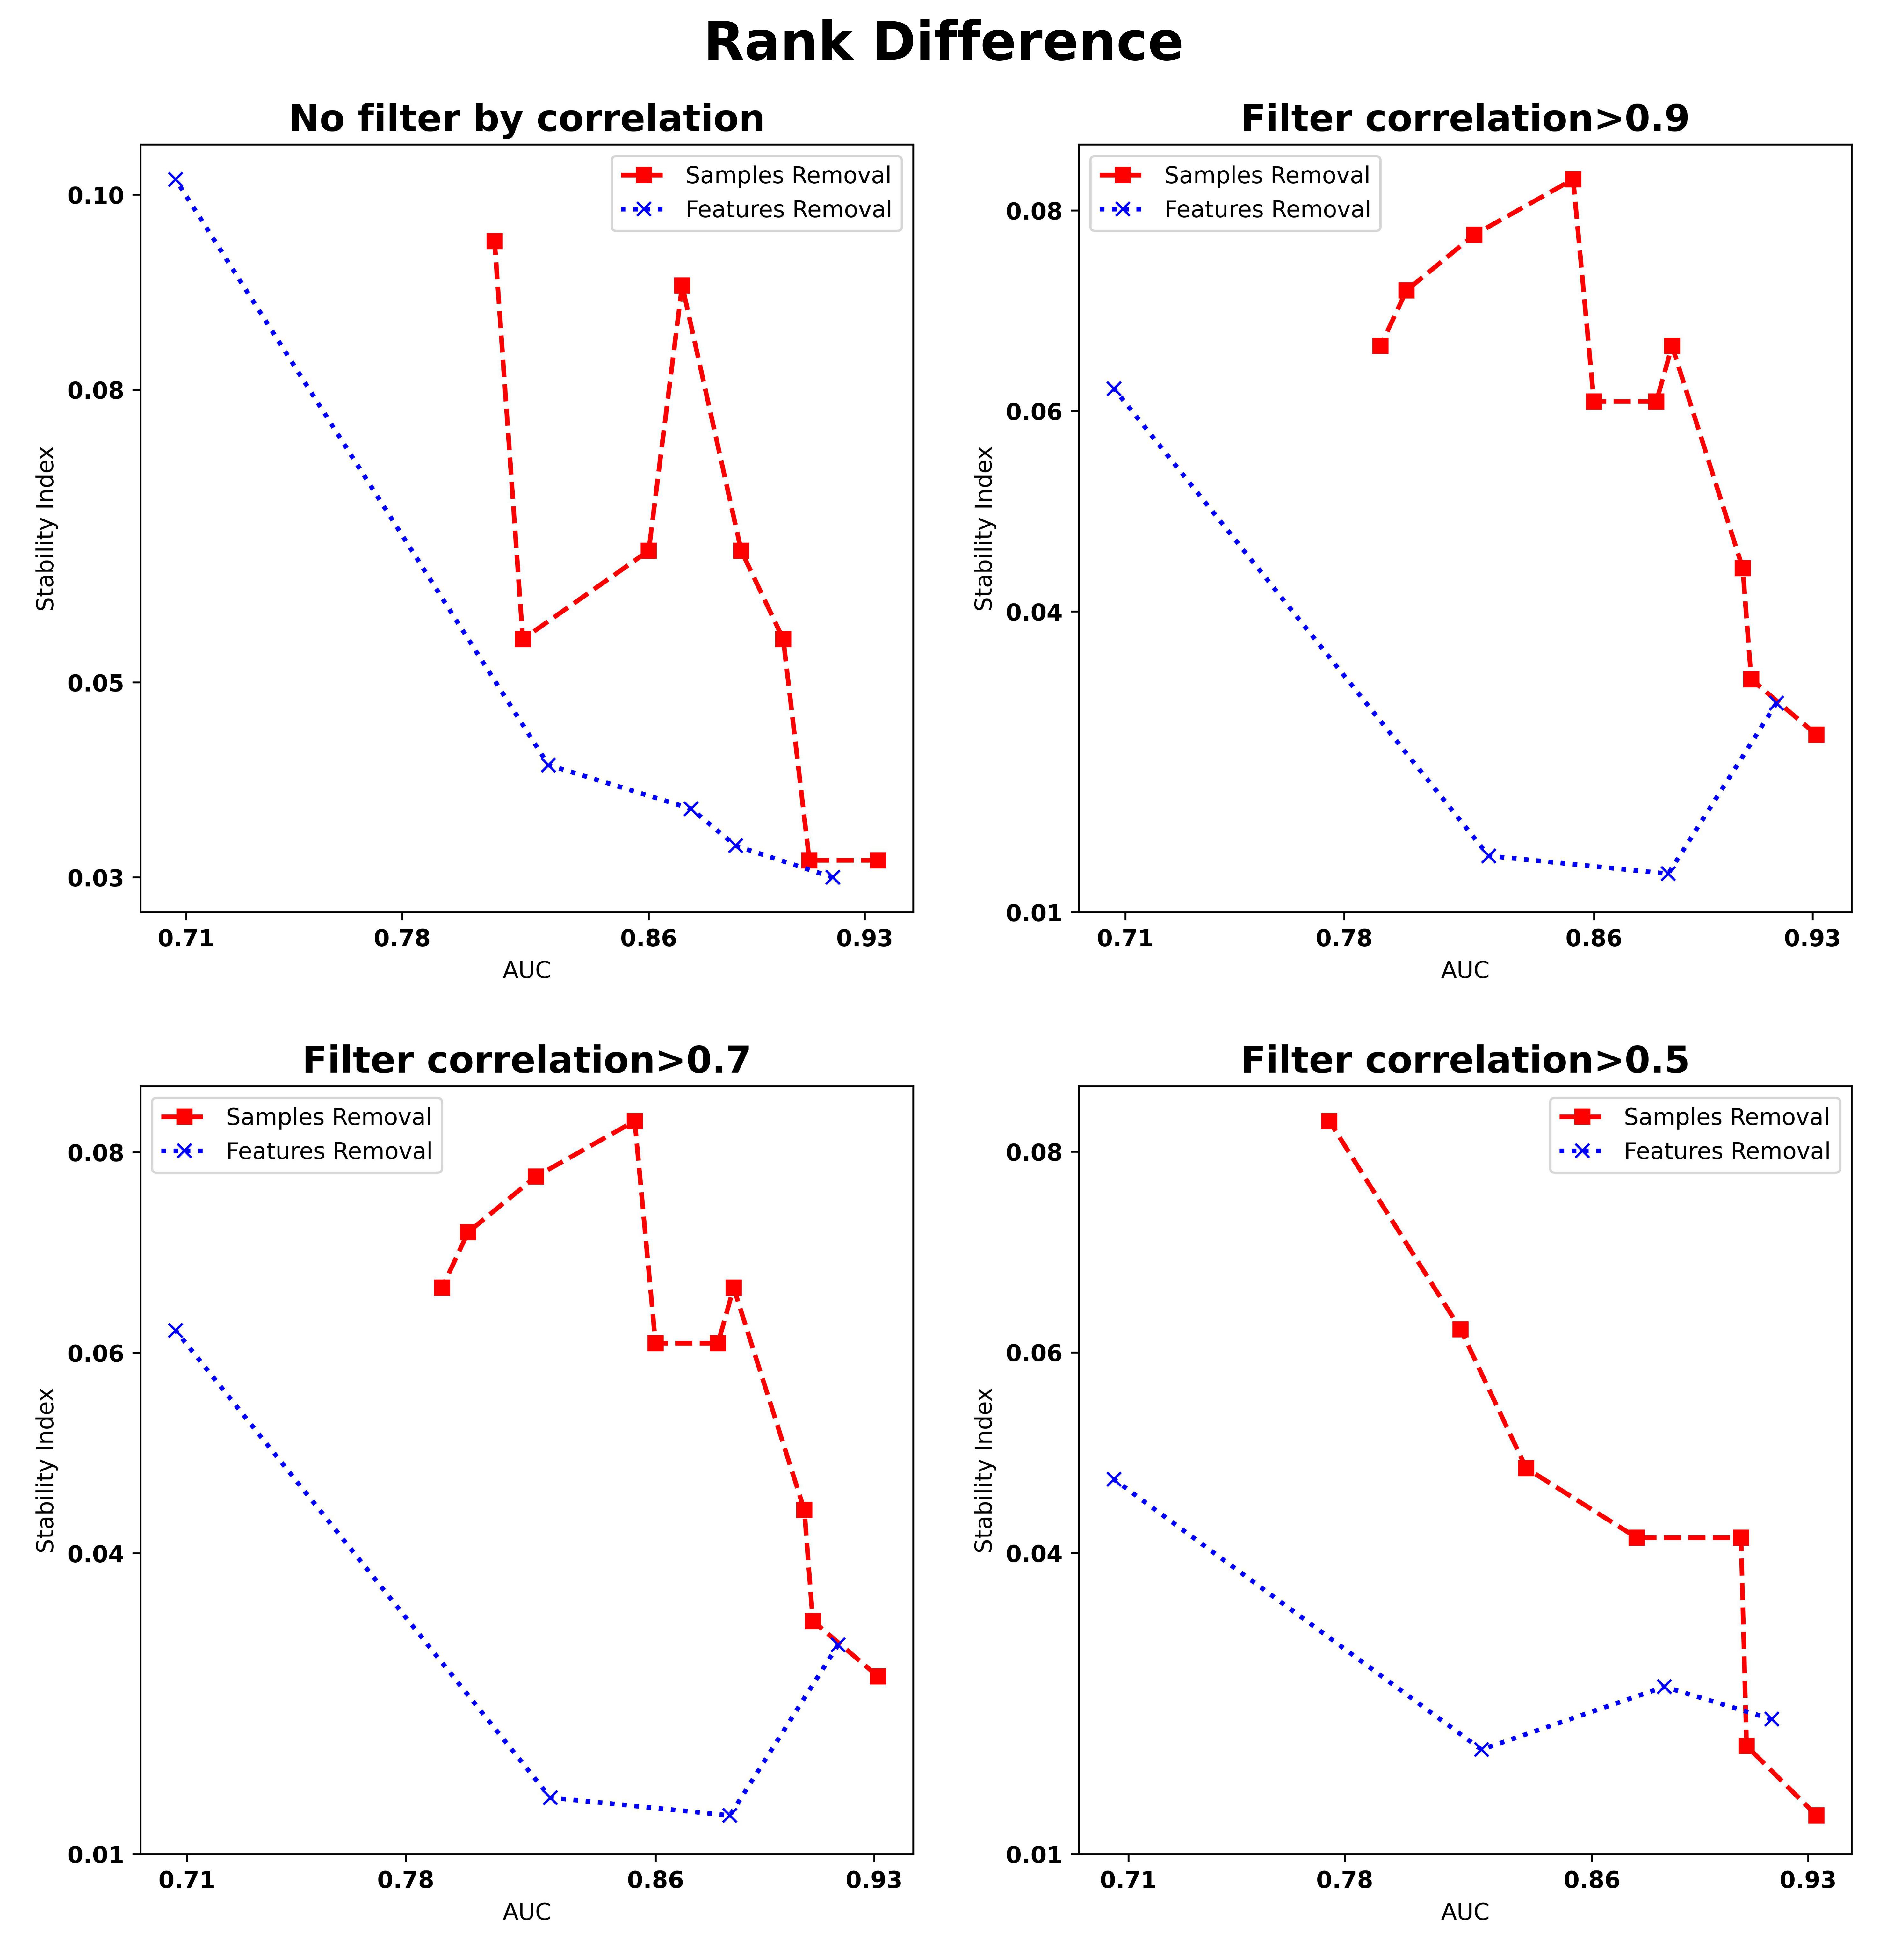 Rank Difference
No filter by correlation
Samples Removal
Features Removal
0.10
0.08
0.05
0.03
Stability Index
0.71 0.78 0.86 0.93
AUC
Filter correlation>0.9
Samples Removal
Features Removal
0.08
0.06
0.04
0.01
Stability Index
0.71 0.78 0.86 0.93
AUC
Filter correlation>0.7
Samples Removal
Features Removal
0.08
0.06
0.04
0.01
Stability Index
0.71 0.78 0.86 0.93
AUC
Filter correlation>0.5
Samples Removal
Features Removal
0.08
0.06
0.04
0.01
Stability Index
0.71 0.78 0.86 0.93
AUC